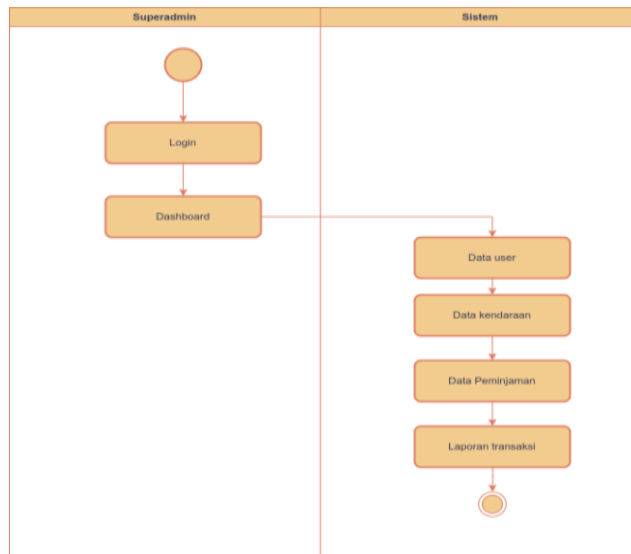 Superadmin
Sistem
Login
Dashboard
Data user
Data kendaraan
Data Peminjaman
Laporan transaksi